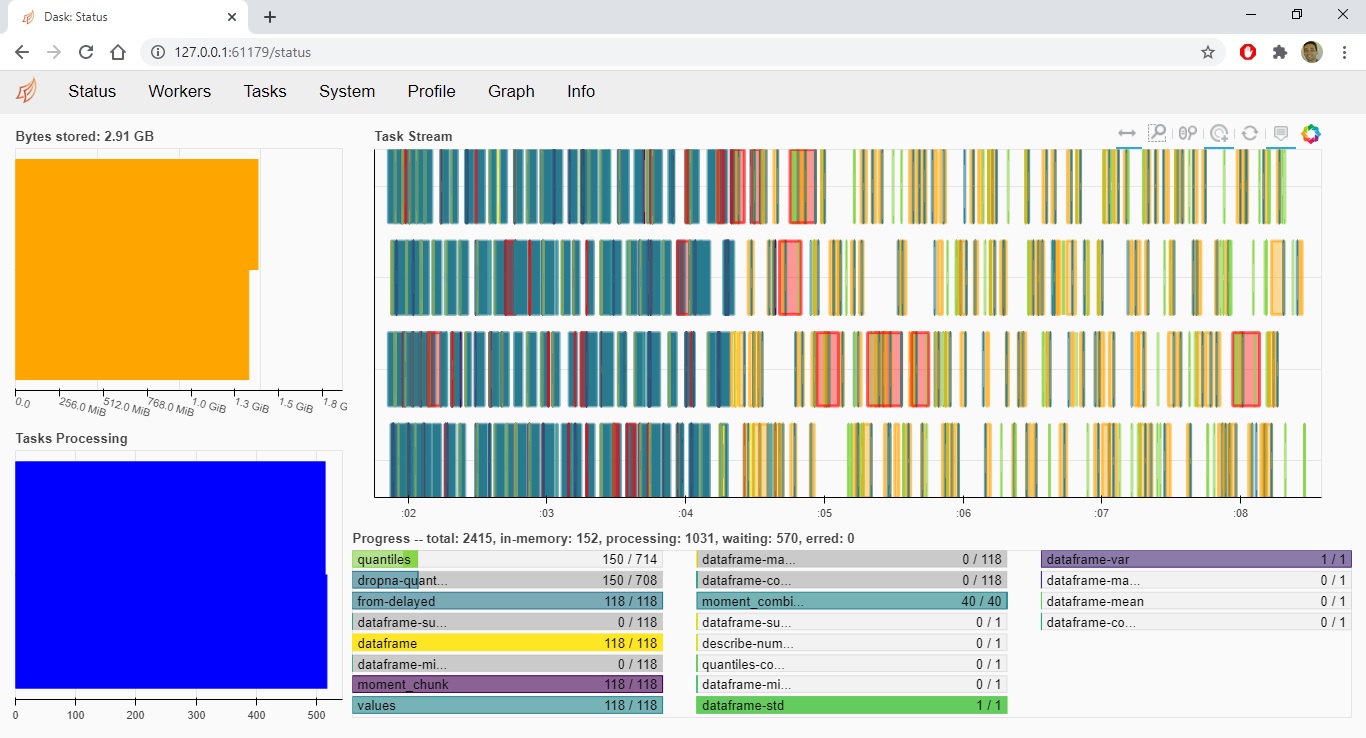 Dask: Status
127.0.0.1:61179/status
Status Workers Tasks System Profile Graph Info
Bytes stored: 2.91 GB
0.0 256.0 MiB 512.0 MiB 768.0 MiB 1.0 GiB 1.3 GiB 1.5 GiB 1.8 G
Tasks Processing
0 100 200 300 400 500
Task Stream
:02 :03 :04 :05 :06 :07 :08
Progress -- total: 2415, in-memory: 152, processing: 1031, waiting: 570, erred: 0
quantiles 150 / 714
dropna-quant... 150 / 708
from-delayed 118 / 118
dataframe-su... 0 / 118
dataframe 118 / 118
dataframe-mi... 0 / 118
moment_chunk 118 / 118
values 118 / 118
dataframe-ma... 0 / 118
dataframe-co... 0 / 118
moment_combi... 40 / 40
dataframe-su... 0 / 1
describe-num... 0 / 1
quantiles-co... 0 / 1
dataframe-mi... 0 / 1
dataframe-std 1 / 1
dataframe-var 1 / 1
dataframe-ma... 0 / 1
dataframe-mean 0 / 1
dataframe-co... 0 / 1